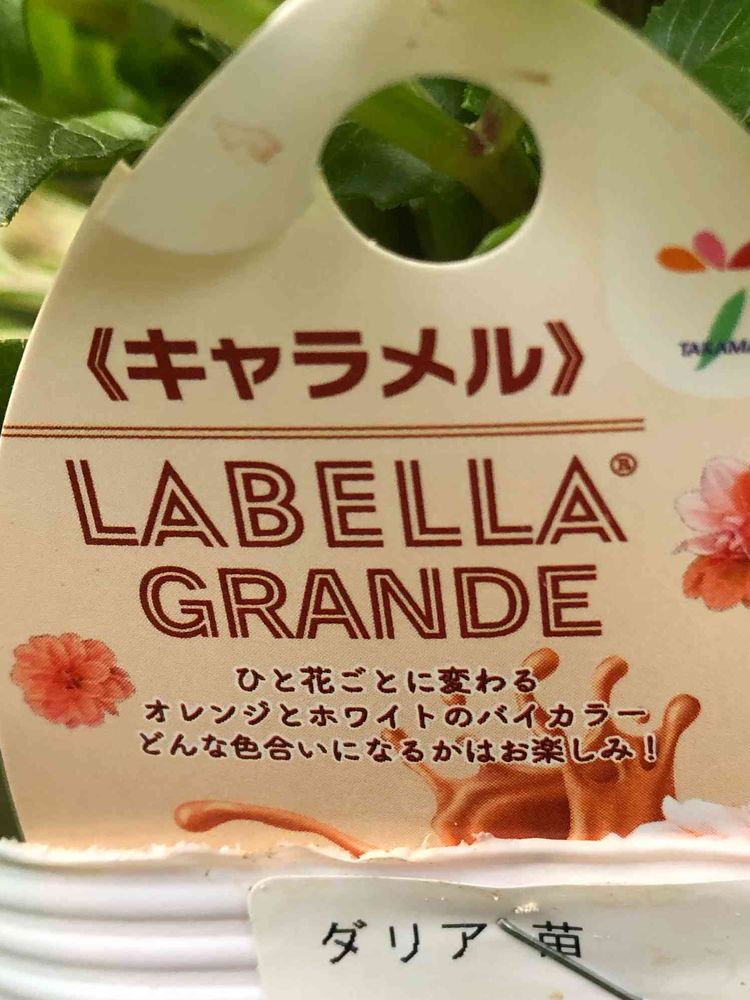 《キャラメル》
LABELLA®
GRANDE
ひと花ごとに変わる
オレンジとホワイトのバイカラー
どんな色合いになるかはお楽しみ!
ダリア 苗